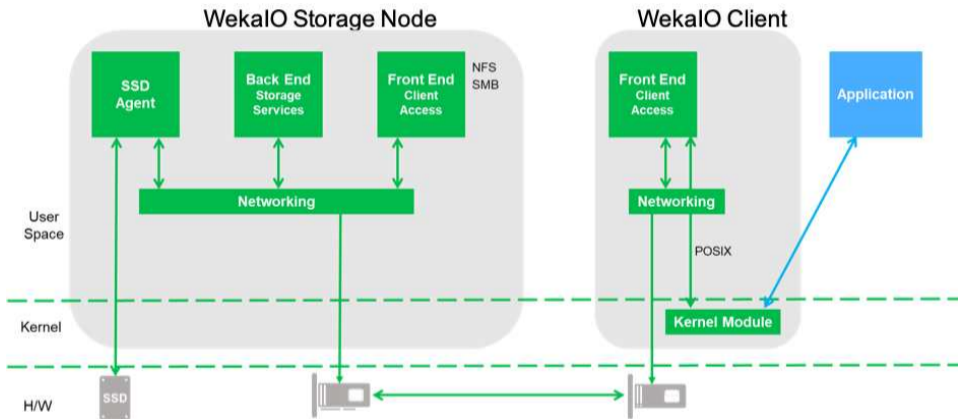 WekaIO Storage Node
WekaIO Client
SSD
Agent
Back End
Storage
Services
Front End
Client
Access
NFS
SMB
Front End
Client
Access
Application
Networking
Networking
User
Space
POSIX
Kernel
Kernel Module
H/W
SSD